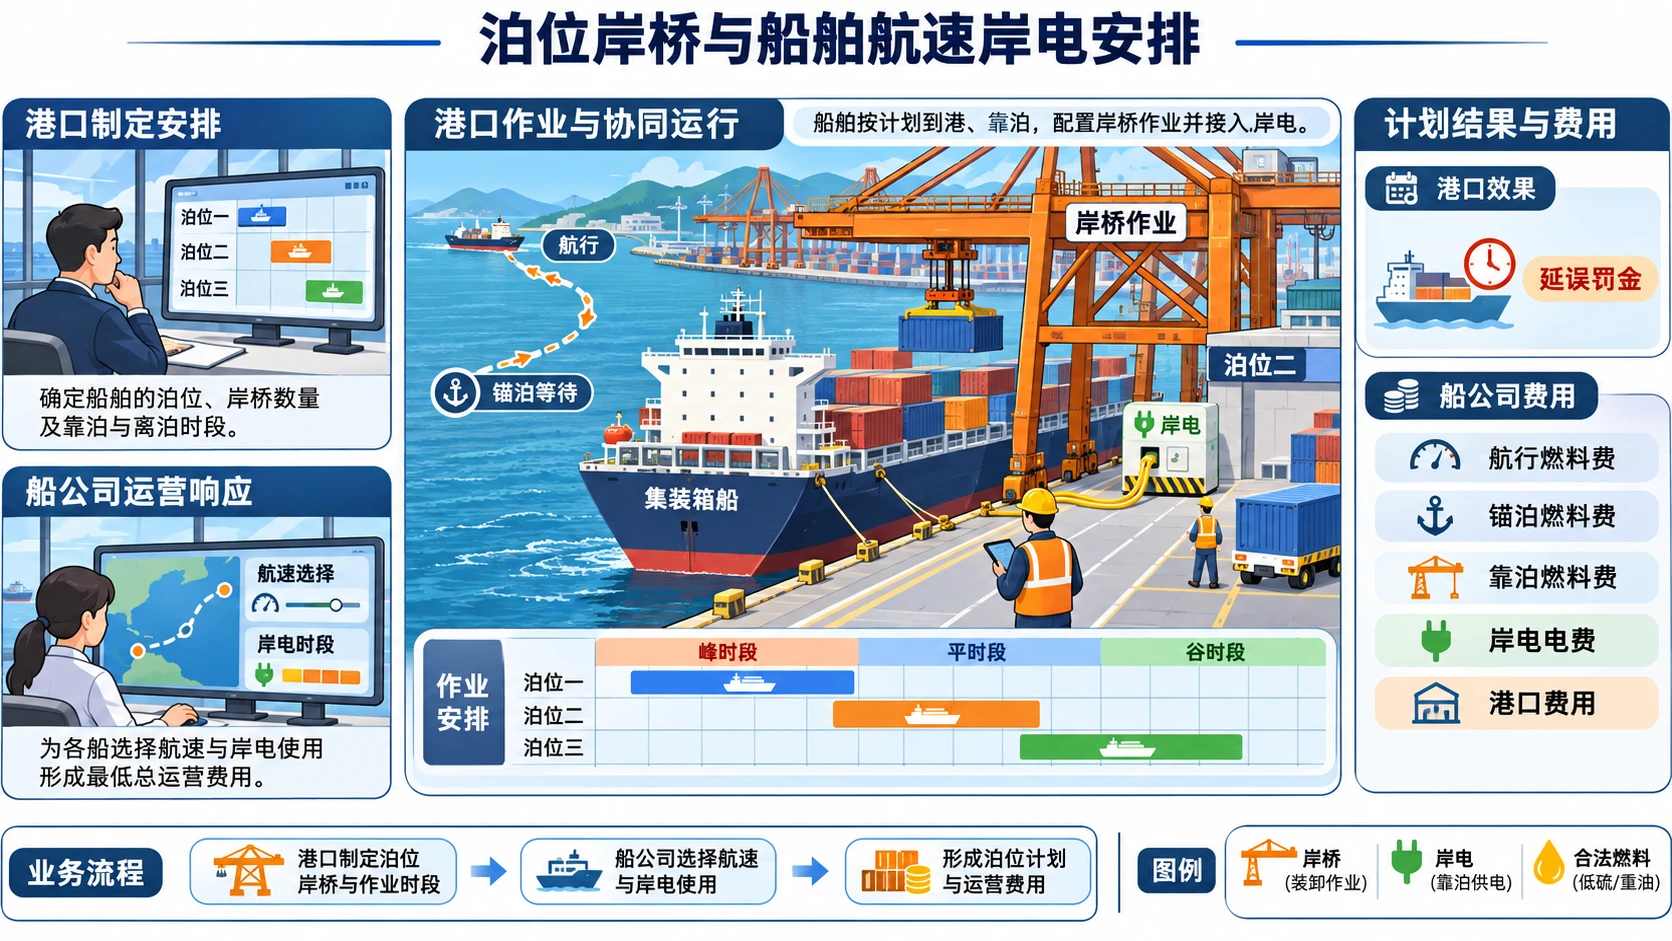 泊位岸桥与船舶航速岸电安排
港口制定安排
泊位一
泊位二
泊位三
确定船舶的泊位、岸桥数量
及靠泊与离泊时段。
船公司运营响应
航速选择
岸电时段
为各船选择航速与岸电使用
形成最低总运营费用。
港口作业与协同运行
船舶按计划到港、靠泊，配置岸桥作业并接入岸电。
航行
锚泊等待
岸桥作业
泊位二
岸电
集装箱船
作业
安排
峰时段
平时段
谷时段
泊位一
泊位二
泊位三
计划结果与费用
港口效果
延误罚金
船公司费用
航行燃料费
锚泊燃料费
靠泊燃料费
岸电电费
港口费用
业务流程
港口制定泊位
岸桥与作业时段
船公司选择航速
与岸电使用
形成泊位计划
与运营费用
图例
岸桥
(装卸作业)
岸电
(靠泊供电)
合法燃料
(低硫/重油)